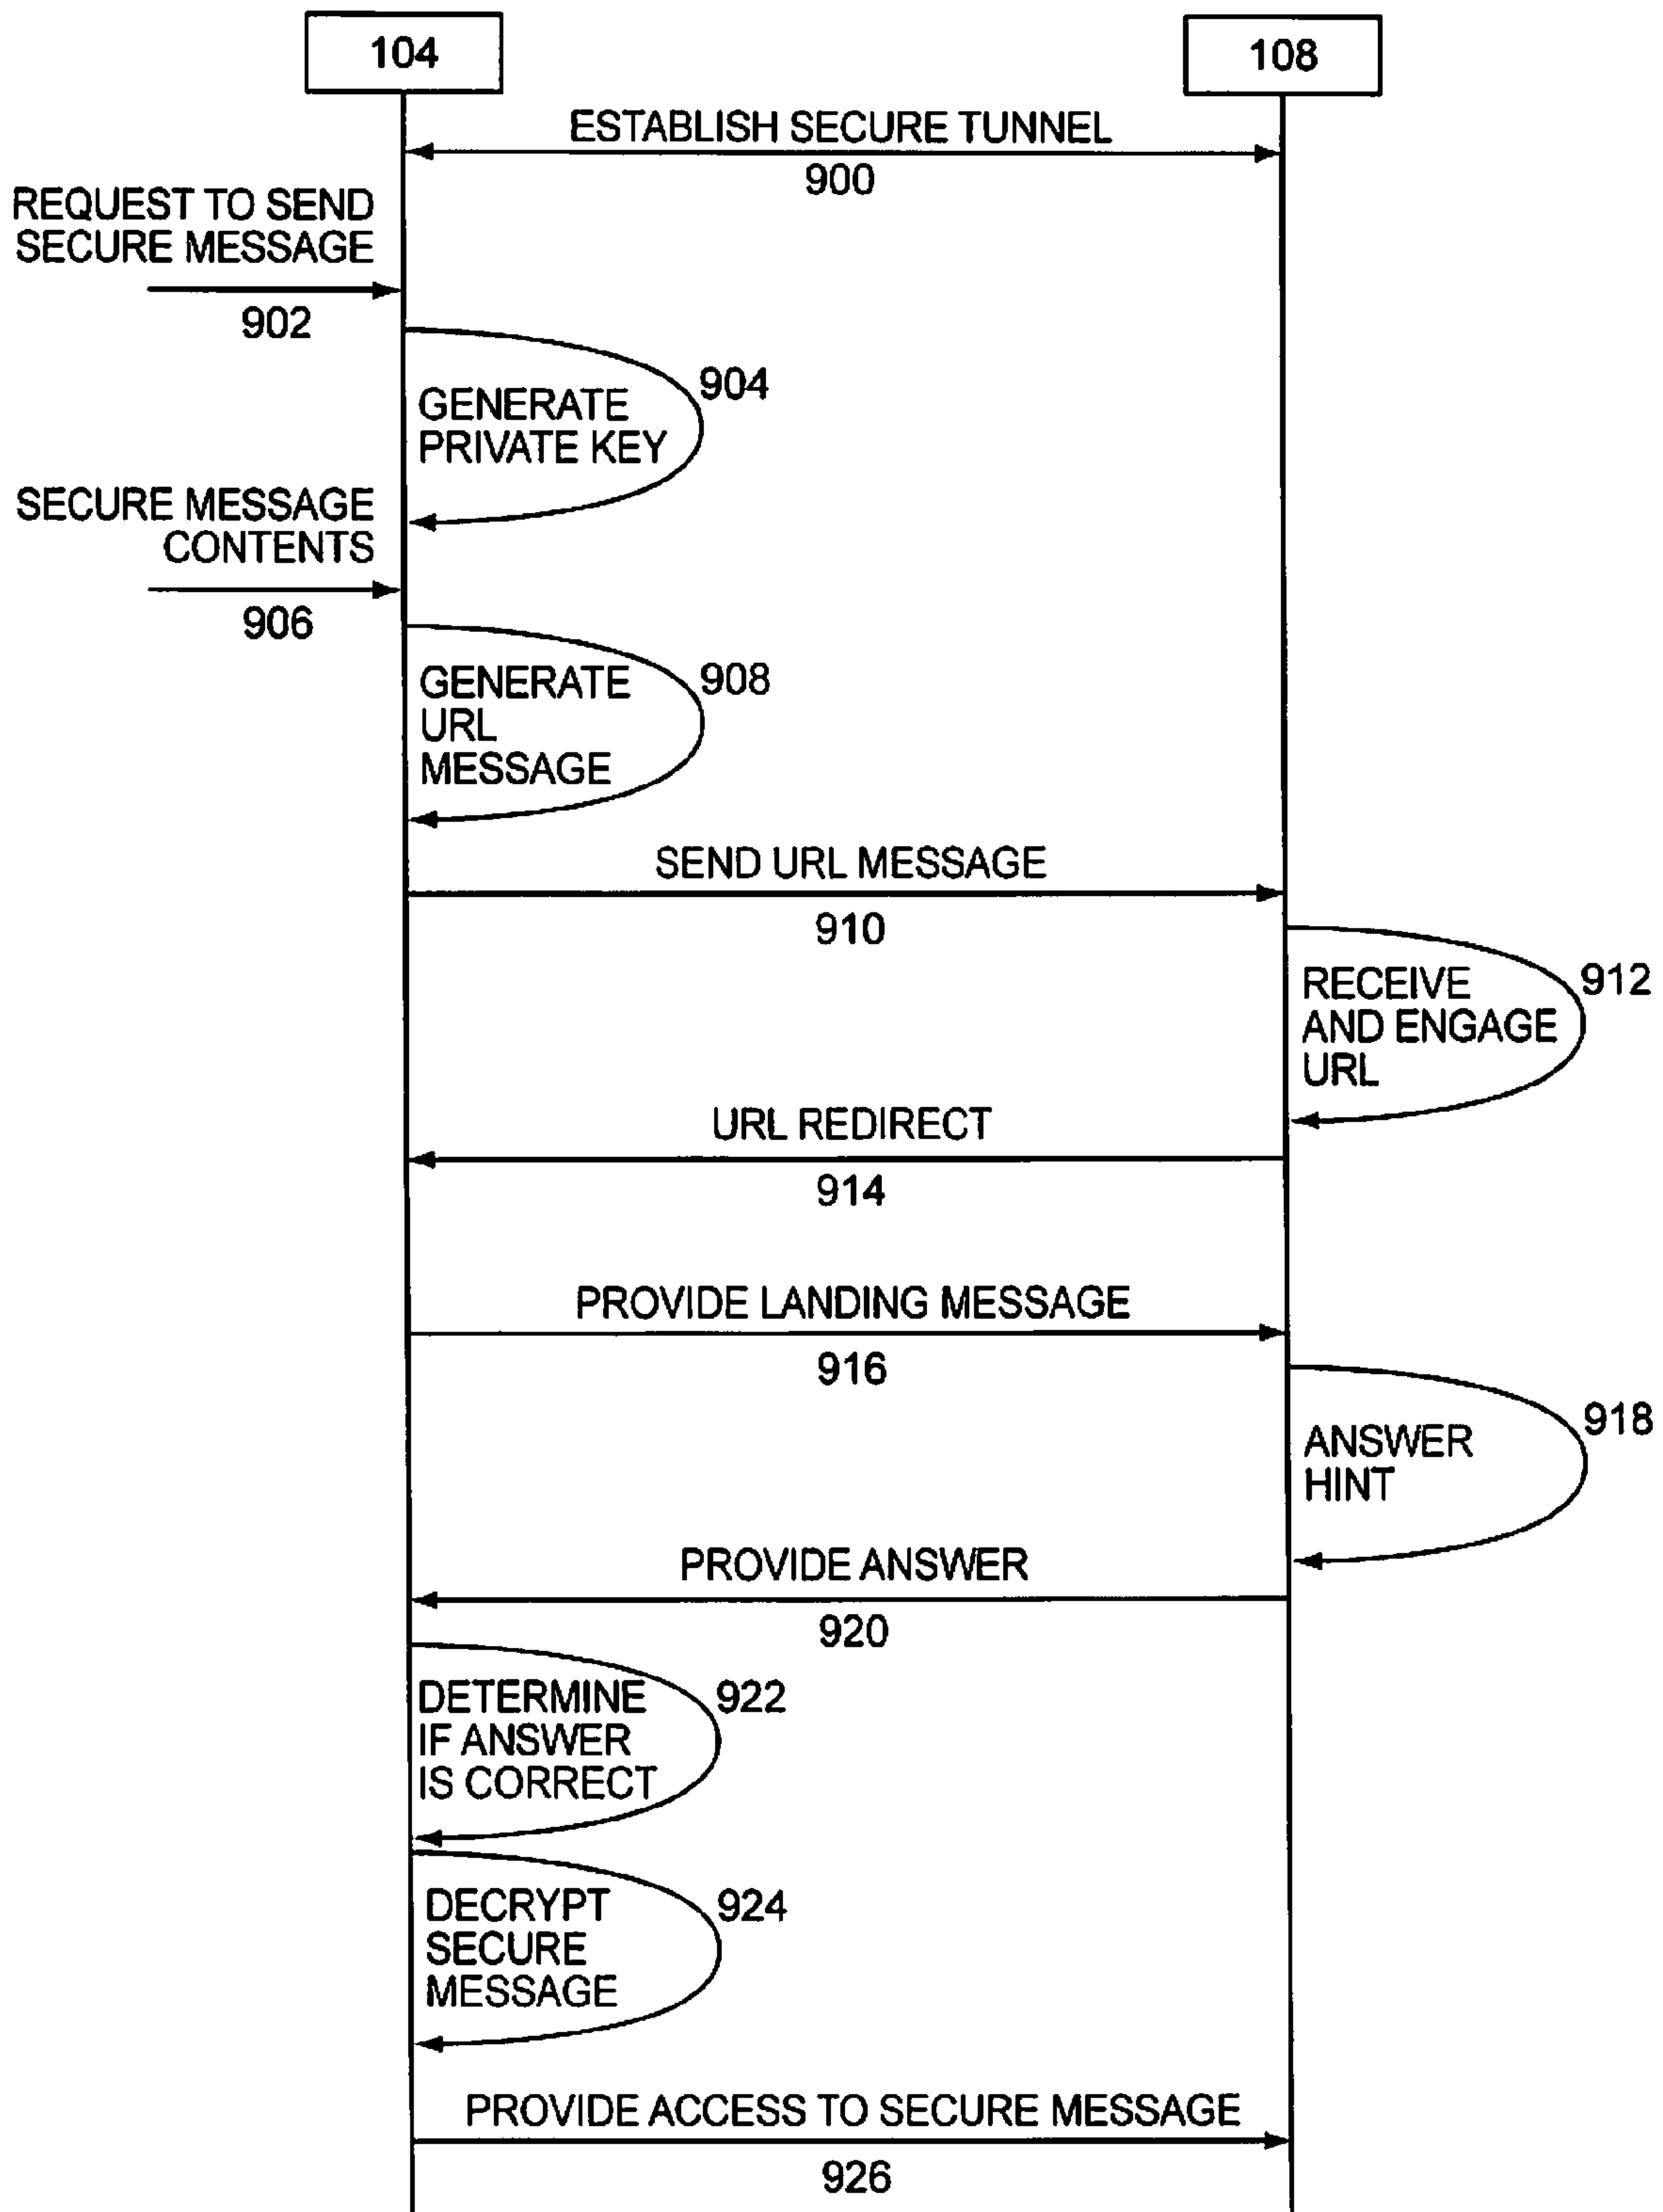 104
108
ESTABLISH SECURE TUNNEL
900
REQUEST TO SEND
SECURE MESSAGE
902
904
GENERATE
PRIVATE KEY
SECURE MESSAGE
CONTENTS
906
908
GENERATE
URL
MESSAGE
SEND URL MESSAGE
910
912
RECEIVE
AND ENGAGE
URL
URL REDIRECT
914
PROVIDE LANDING MESSAGE
916
918
ANSWER
HINT
PROVIDE ANSWER
920
922
DETERMINE
IF ANSWER
IS CORRECT
924
DECRYPT
SECURE
MESSAGE
PROVIDE ACCESS TO SECURE MESSAGE
926